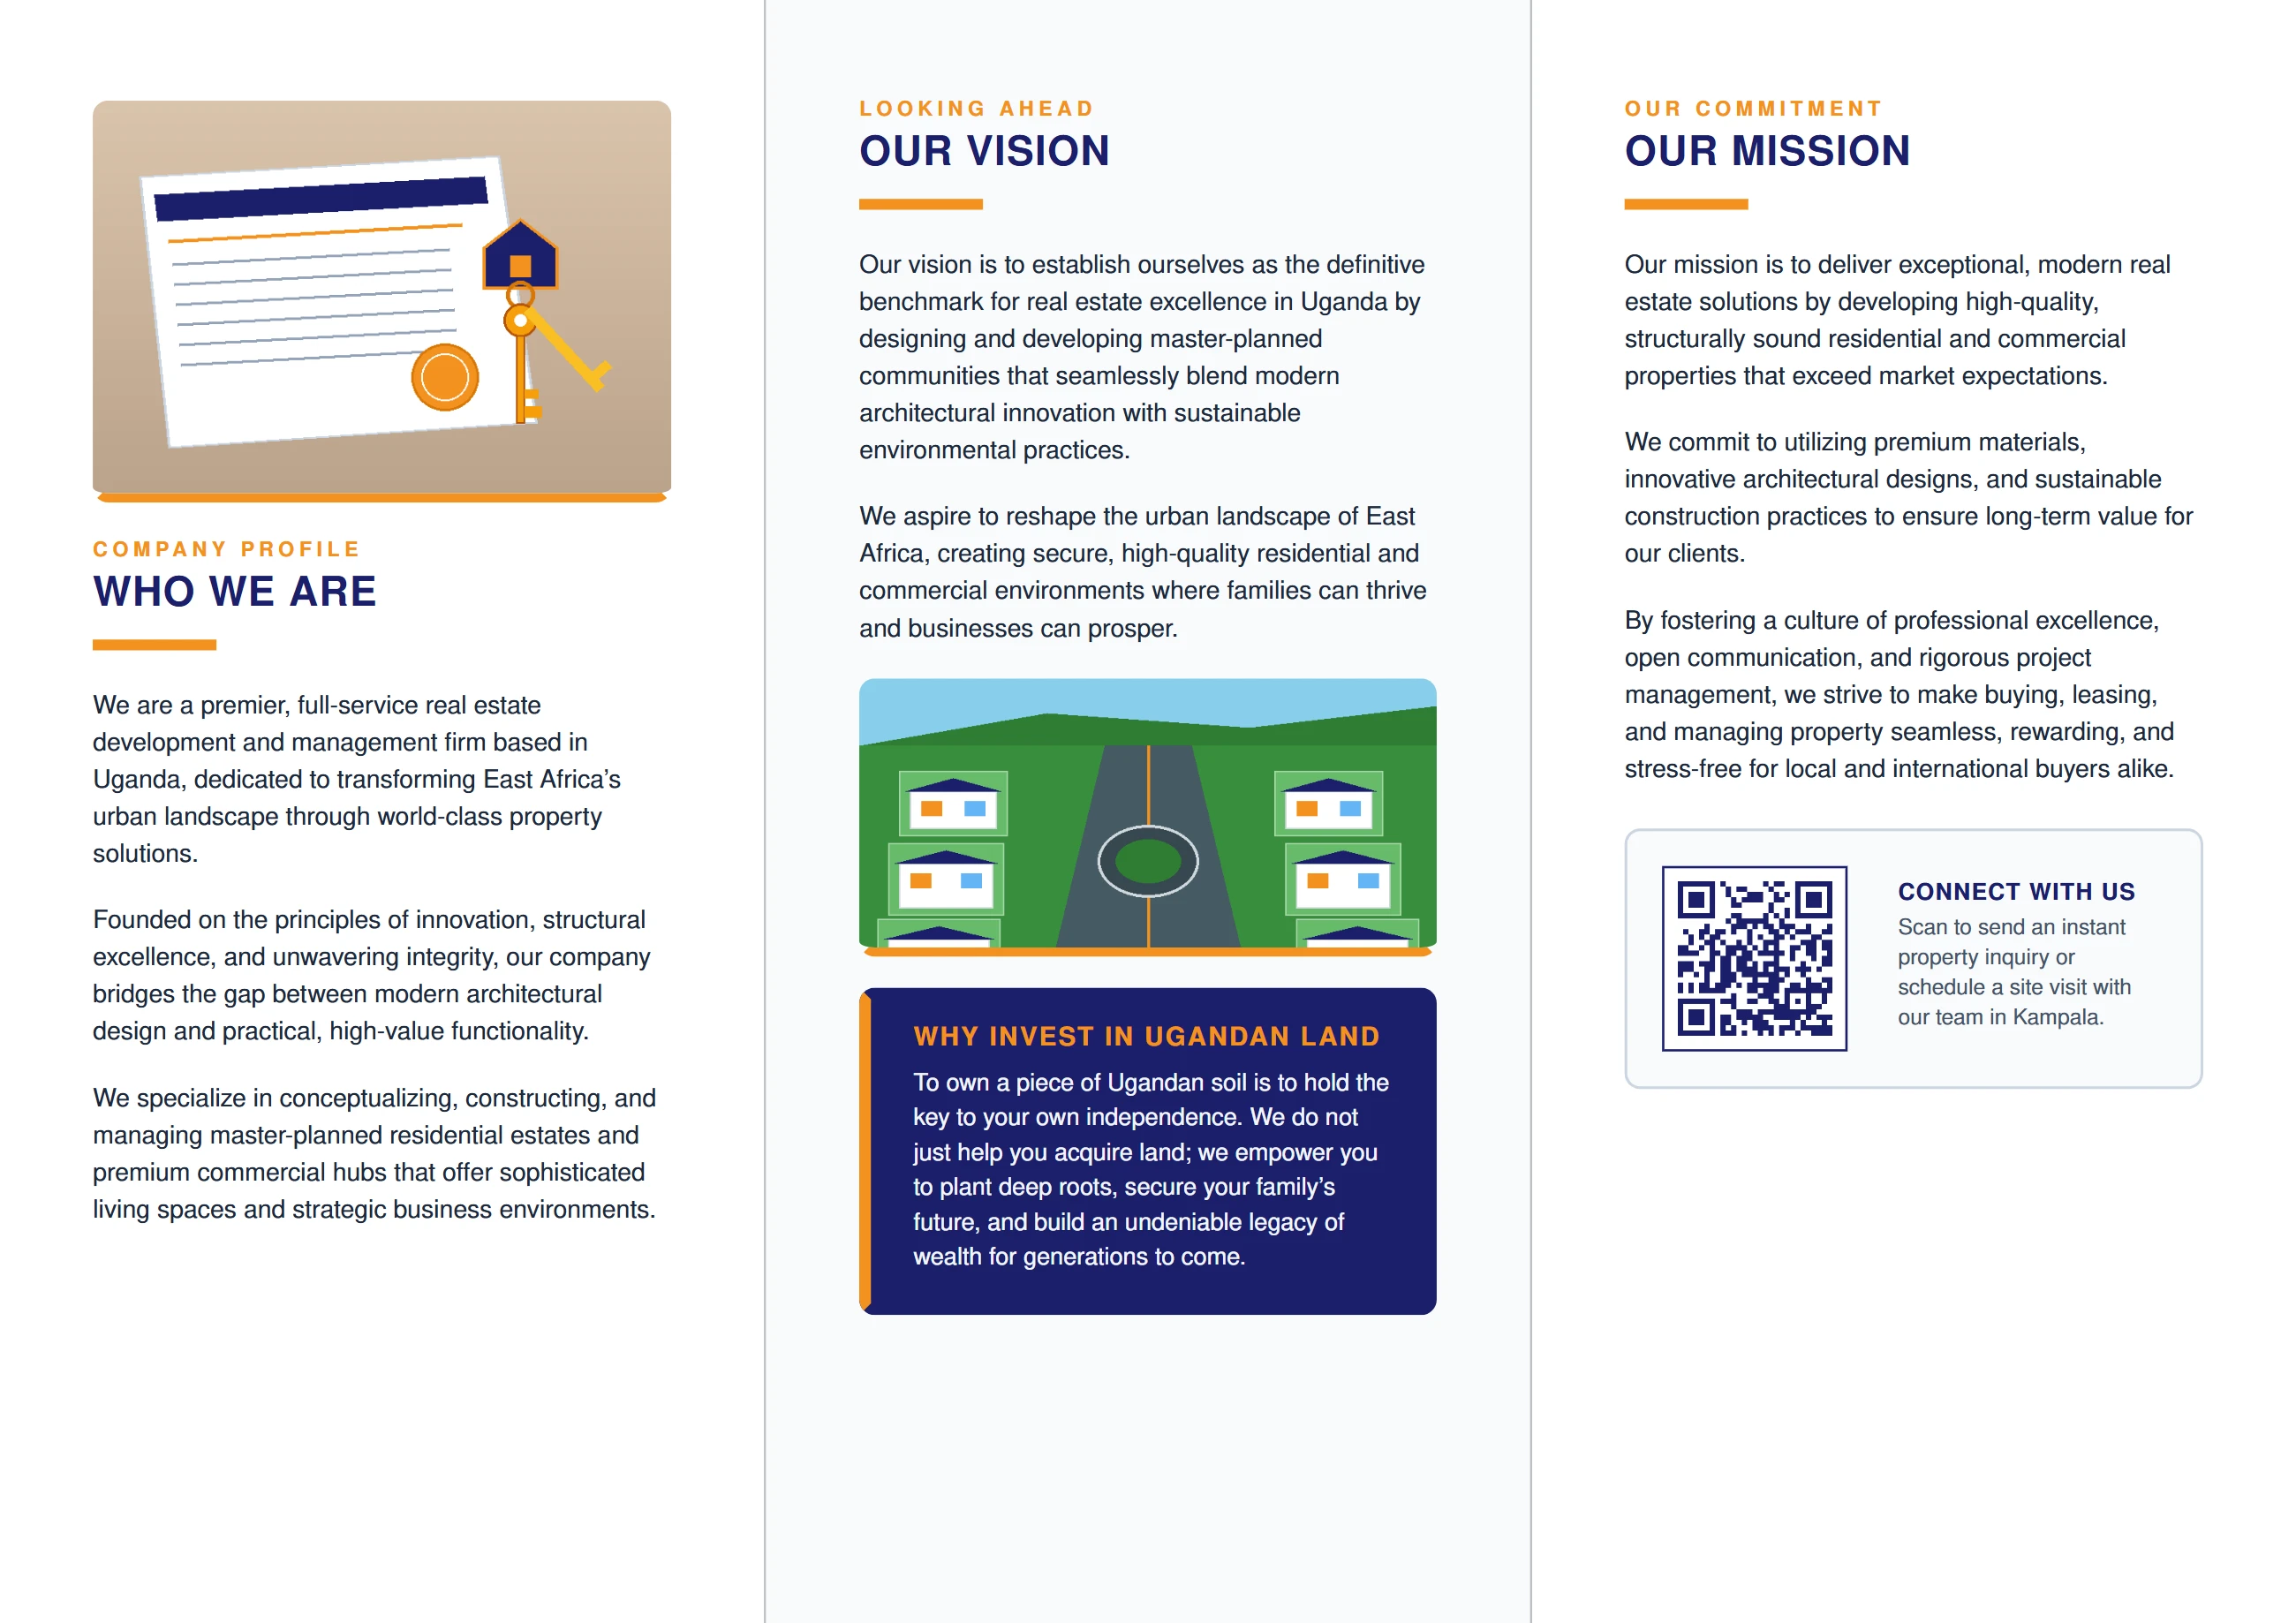 COMPANY PROFILE
WHO WE ARE
We are a premier, full-service real estate
development and management firm based in
Uganda, dedicated to transforming East Africa’s
urban landscape through world-class property
solutions.
Founded on the principles of innovation, structural
excellence, and unwavering integrity, our company
bridges the gap between modern architectural
design and practical, high-value functionality.
We specialize in conceptualizing, constructing, and
managing master-planned residential estates and
premium commercial hubs that offer sophisticated
living spaces and strategic business environments.
LOOKING AHEAD
OUR VISION
Our vision is to establish ourselves as the definitive
benchmark for real estate excellence in Uganda by
designing and developing master-planned
communities that seamlessly blend modern
architectural innovation with sustainable
environmental practices.
We aspire to reshape the urban landscape of East
Africa, creating secure, high-quality residential and
commercial environments where families can thrive
and businesses can prosper.
WHY INVEST IN UGANDAN LAND
To own a piece of Ugandan soil is to hold the
key to your own independence. We do not
just help you acquire land; we empower you
to plant deep roots, secure your family’s
future, and build an undeniable legacy of
wealth for generations to come.
OUR COMMITMENT
OUR MISSION
Our mission is to deliver exceptional, modern real
estate solutions by developing high-quality,
structurally sound residential and commercial
properties that exceed market expectations.
We commit to utilizing premium materials,
innovative architectural designs, and sustainable
construction practices to ensure long-term value for
our clients.
By fostering a culture of professional excellence,
open communication, and rigorous project
management, we strive to make buying, leasing,
and managing property seamless, rewarding, and
stress-free for local and international buyers alike.
CONNECT WITH US
Scan to send an instant
property inquiry or
schedule a site visit with
our team in Kampala.